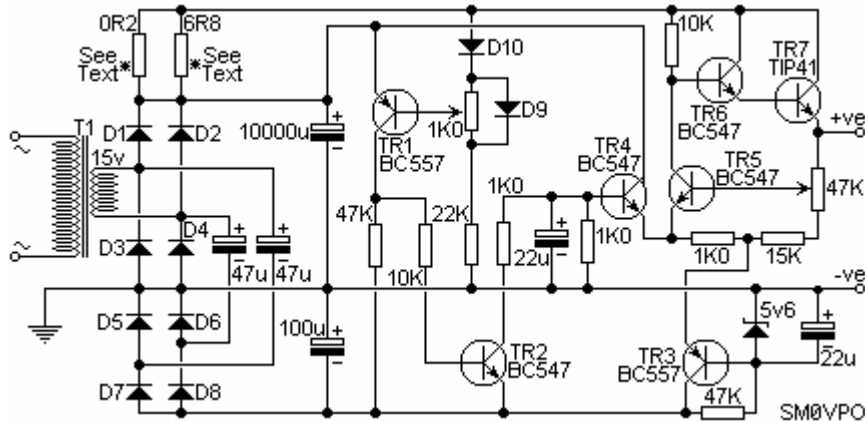 0R2
6R8
See
Text
*
*
See
Text
T1
15v
D1
D2
D3
D4
10000u
+
-
47u
47u
+
-
+
-
D5
D6
D7
D8
100u
+
-
TR1
BC557
D10
D9
1K0
47K
10K
22K
1K0
22u
+
-
1K0
TR4
BC547
TR2
BC547
10K
TR6
BC547
TR7
TIP41
TR5
BC547
+ve
47K
1K0
15K
-ve
5v6
+
-
22u
TR3
BC557
47K
SM0VPO